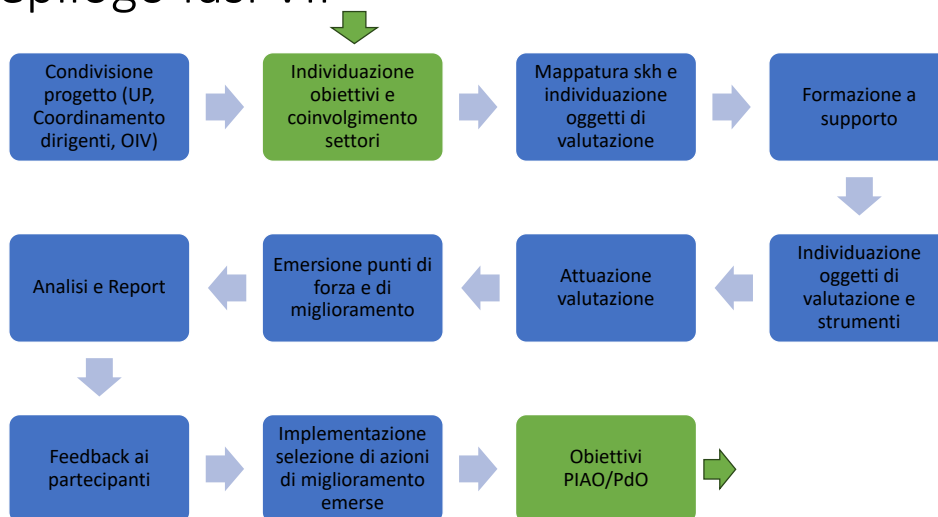 Condivisione
progetto (UP,
Coordinamento
dirigenti, OIV)
Individuazione
obiettivi e
coinvolgimento
settori
Mappatura skh e
individuazione
oggetti di
valutazione
Formazione a
supporto
Individuazione
oggetti di
valutazione e
strumenti
Attuazione
valutazione
Emersione punti di
forza e di
miglioramento
Analisi e Report
Feedback ai
partecipanti
Implementazione
selezione di azioni
di miglioramento
emerse
Obiettivi
PIAO/PdO